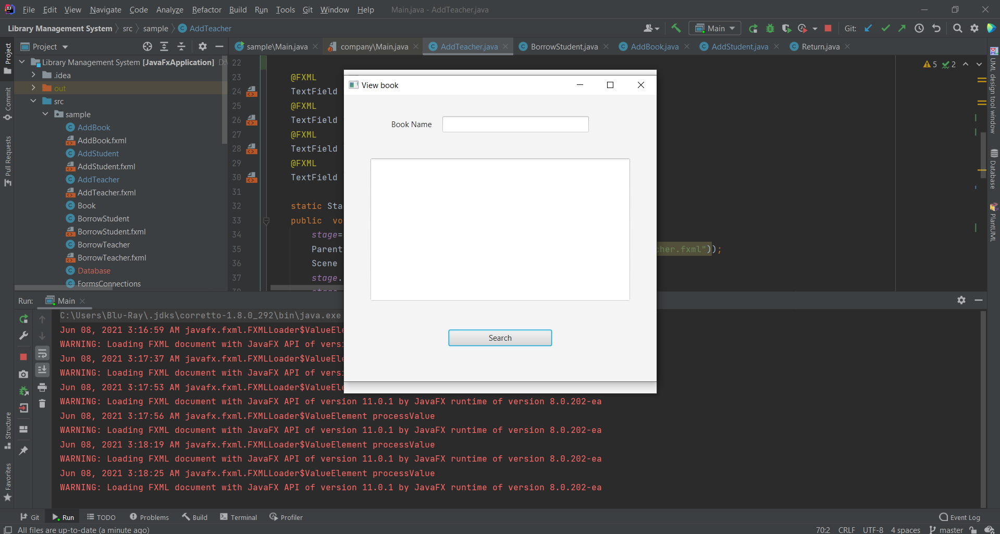 File Edit View Navigate Code Analyze Refactor Build Run Tools Git Window Help Main.java - AddTeacher.java
Library Management System src sample AddTeacher Main Git:
Project sample\Main.java company\Main.java AddTeacher.java BorrowStudent.java AddBook.java AddStudent.java Return.java
Project
Commit
Pull Requests
Structure
Favorites
Library Management System [JavaFxApplication]
.idea
out
src
sample
AddBook
AddBook.fxml
AddStudent
AddStudent.fxml
AddTeacher
AddTeacher.fxml
Book
BorrowStudent
BorrowStudent.fxml
BorrowTeacher
BorrowTeacher.fxml
Database
FormsConnections
5 2
22
23 @FXML
24 TextField
25 @FXML
26 TextField
27 @FXML
28 TextField
29 @FXML
30 TextField
31
32 static Sta
33 public vo
34 stage=
35 Parent cher.fxml"));
36 Scene
37 stage.
View book
Book Name
Search
UML design tool window
Database
PlantUML
Run: Main
C:\Users\Blu-Ray\.jdks\corretto-1.8.0_292\bin\java.exe
Jun 08, 2021 3:16:59 AM javafx.fxml.FXMLLoader$ValueEle
WARNING: Loading FXML document with JavaFX API of versi
Jun 08, 2021 3:17:37 AM javafx.fxml.FXMLLoader$ValueEle
WARNING: Loading FXML document with JavaFX API of versi
Jun 08, 2021 3:17:53 AM javafx.fxml.FXMLLoader$ValueEle
WARNING: Loading FXML document with JavaFX API of version 11.0.1 by JavaFX runtime of version 8.0.202-ea
Jun 08, 2021 3:17:56 AM javafx.fxml.FXMLLoader$ValueElement processValue
WARNING: Loading FXML document with JavaFX API of version 11.0.1 by JavaFX runtime of version 8.0.202-ea
Jun 08, 2021 3:18:19 AM javafx.fxml.FXMLLoader$ValueElement processValue
WARNING: Loading FXML document with JavaFX API of version 11.0.1 by JavaFX runtime of version 8.0.202-ea
Jun 08, 2021 3:18:25 AM javafx.fxml.FXMLLoader$ValueElement processValue
WARNING: Loading FXML document with JavaFX API of version 11.0.1 by JavaFX runtime of version 8.0.202-ea
Git Run TODO Problems Build Terminal Profiler Event Log
All files are up-to-date (a minute ago) 70:2 CRLF UTF-8 4 spaces master